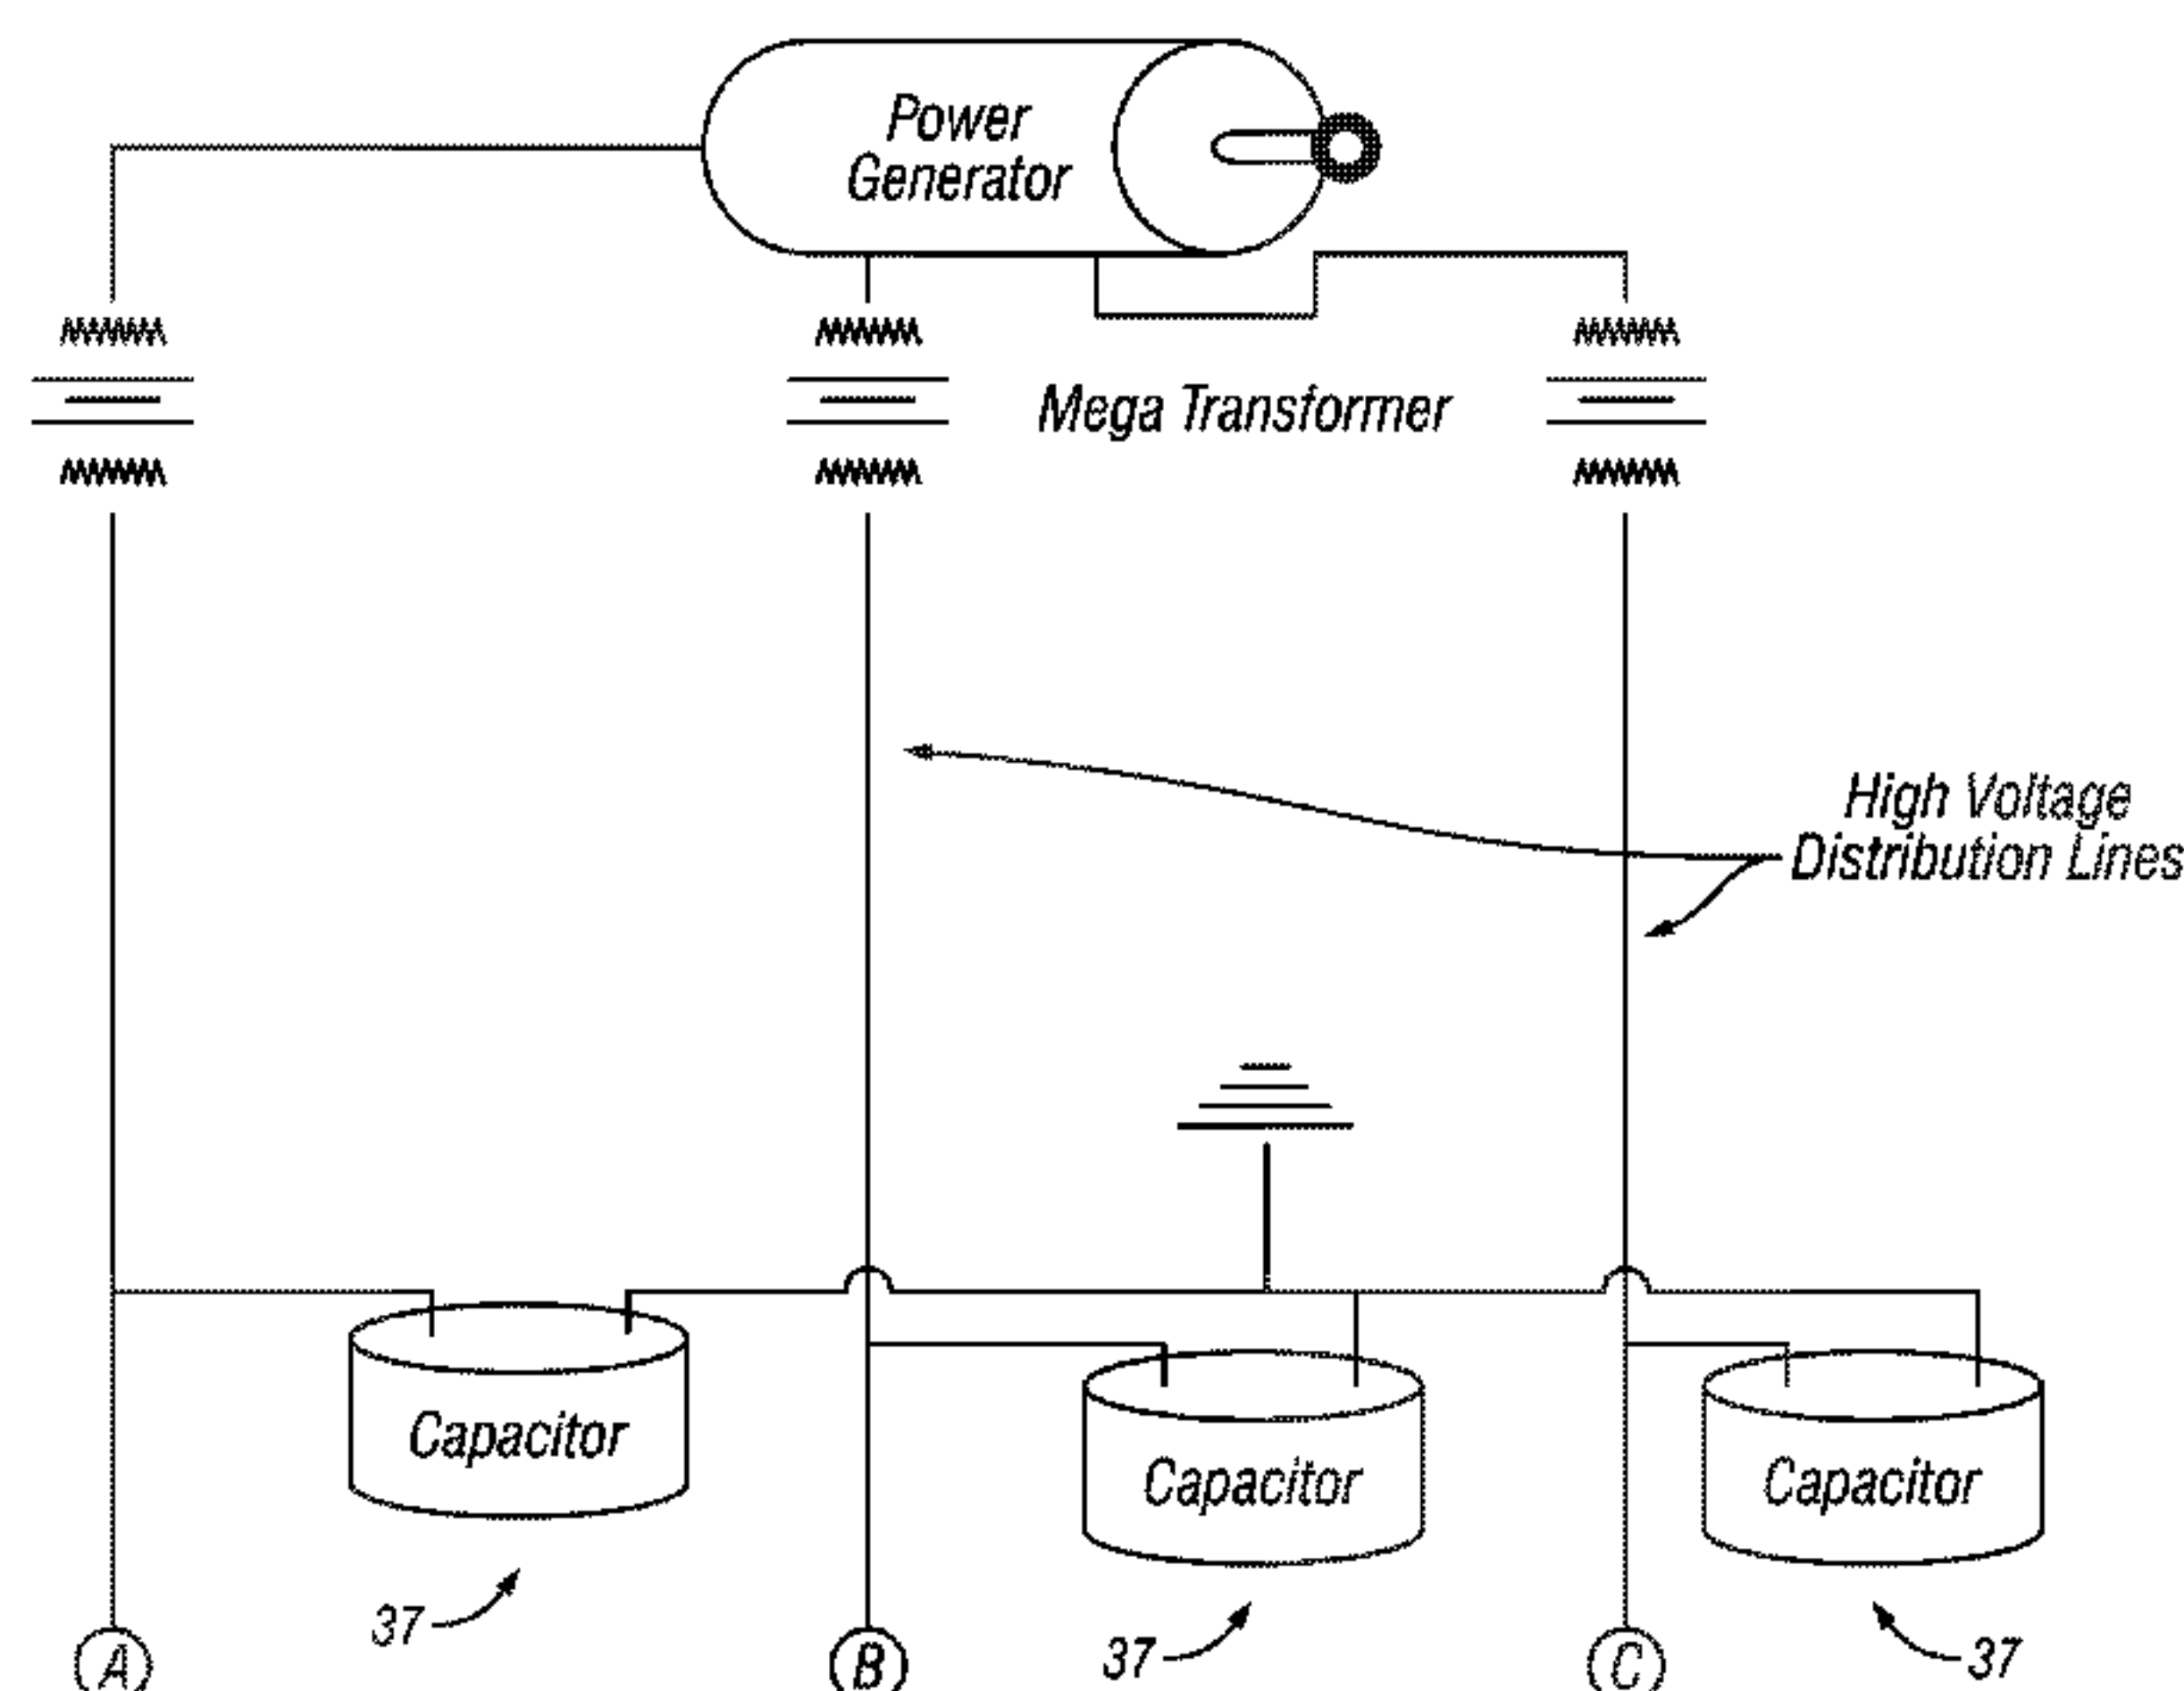 Power
Generator
Mega Transformer
High Voltage
Distribution Lines
Capacitor
Capacitor
Capacitor
37
37
37
A
B
C